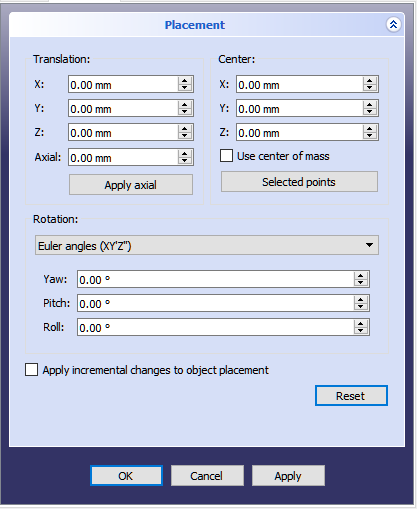 Placement
Translation:
X: 0.00 mm
Y: 0.00 mm
Z: 0.00 mm
Axial: 0.00 mm
Apply axial
Center:
X: 0.00 mm
Y: 0.00 mm
Z: 0.00 mm
Use center of mass
Selected points
Rotation:
Euler angles (XY'Z")
Yaw: 0.00 °
Pitch: 0.00 °
Roll: 0.00 °
Apply incremental changes to object placement
Reset
OK Cancel Apply